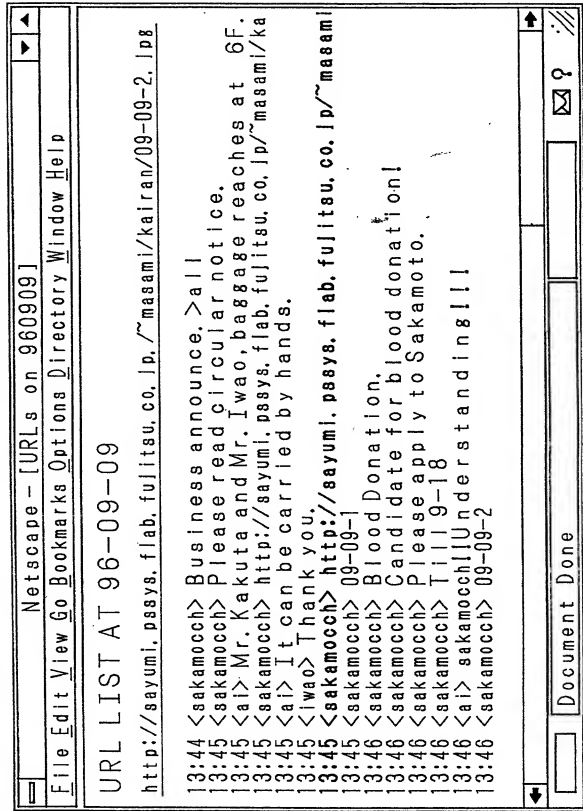 Netscape – [URLs on 960909]
File Edit View Go Bookmarks Options Directory Window Help
URL LIST AT 96-09-09
http://sayumi.pssys.flab.fujitsu.co.jp./~masami/kairan/09-09-2.jpg
13:44 <sakamocch> Business announce.>all
13:45 <sakamocch> Please read circular notice.
13:45 <ai> Mr. Kakuta and Mr. Iwao, baggage reaches at 6F.
13:45 <sakamocch> http://sayumi.pssys.flab.fujitsu.co.jp/~masami/ka
13:45 <ai> It can be carried by hands.
13:45 <iwao> Thank you.
13:45 <sakamocch> http://sayumi.pssys.flab.fujitsu.co.jp/~masami
13:45 <sakamocch> 09-09-1
13:46 <sakamocch> Blood Donation.
13:46 <sakamocch> Candidate for blood donation!
13:46 <sakamocch> Please apply to Sakamoto.
13:46 <sakamocch> Till 9-18
13:46 <ai> sakamocch!!Understanding!!!
13:46 <sakamocch> 09-09-2
Document Done
?